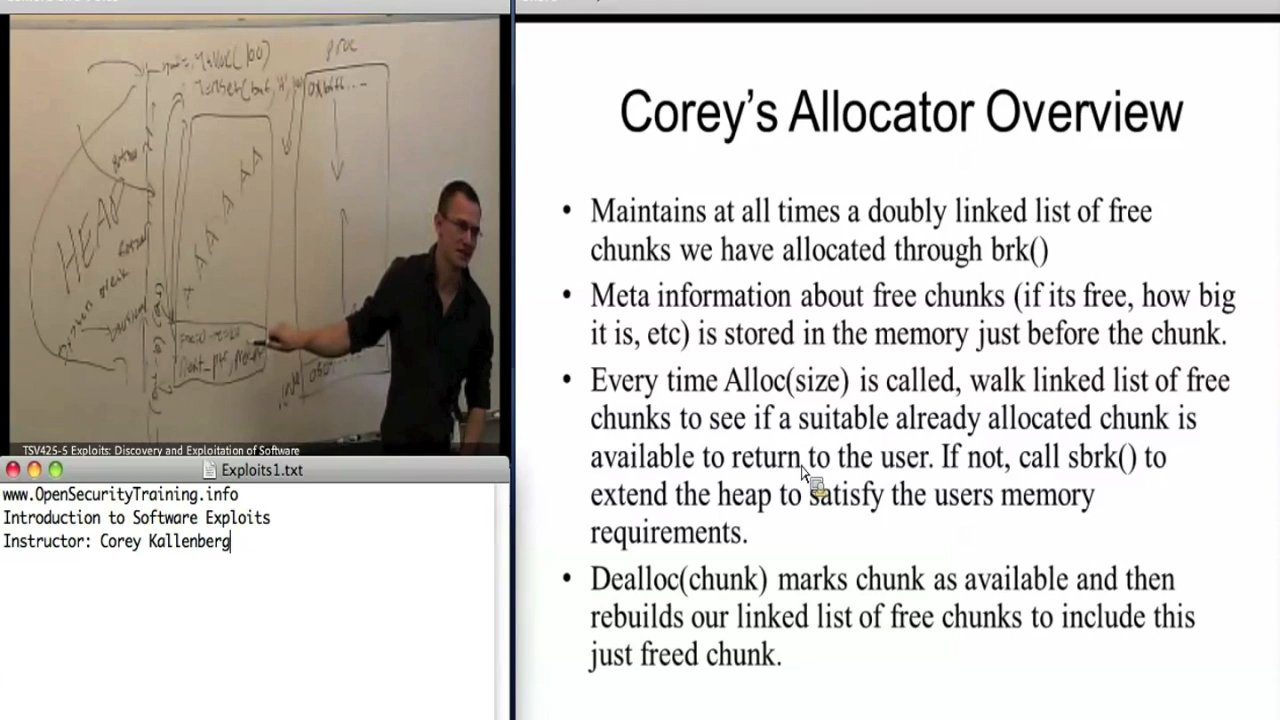 proc
HEAP
TSV425-5 Exploits: Discovery and Exploitation of Software
Exploits1.txt
www.OpenSecurityTraining.info
Introduction to Software Exploits
Instructor: Corey Kallenberg
Corey's Allocator Overview
• Maintains at all times a doubly linked list of free
chunks we have allocated through brk()
• Meta information about free chunks (if its free, how big
it is, etc) is stored in the memory just before the chunk.
• Every time Alloc(size) is called, walk linked list of free
chunks to see if a suitable already allocated chunk is
available to return to the user. If not, call sbrk() to
extend the heap to satisfy the users memory
requirements.
• Dealloc(chunk) marks chunk as available and then
rebuilds our linked list of free chunks to include this
just freed chunk.